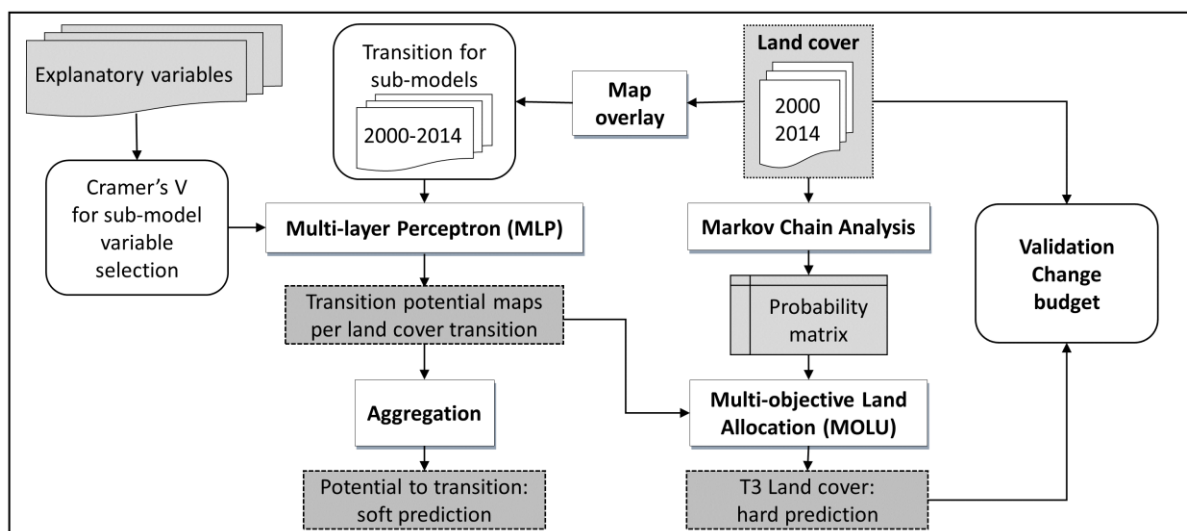 Explanatory variables
Transition for
sub-models
2000-2014
Map
overlay
Land cover
2000
2014
Cramer's V
for sub-model
variable
selection
Multi-layer Perceptron (MLP)
Markov Chain Analysis
Validation
Change
budget
Transition potential maps
per land cover transition
Probability
matrix
Aggregation
Multi-objective Land
Allocation (MOLU)
Potential to transition:
soft prediction
T3 Land cover:
hard prediction